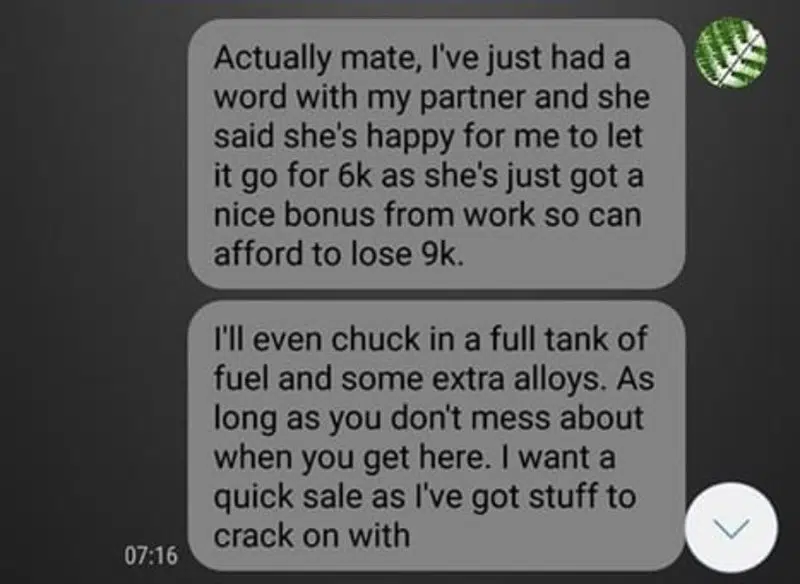 Actually mate, I've just had a
word with my partner and she
said she's happy for me to let
it go for 6k as she's just got a
nice bonus from work so can
afford to lose 9k.
I'll even chuck in a full tank of
fuel and some extra alloys. As
long as you don't mess about
when you get here. I want a
quick sale as I've got stuff to
crack on with
07:16